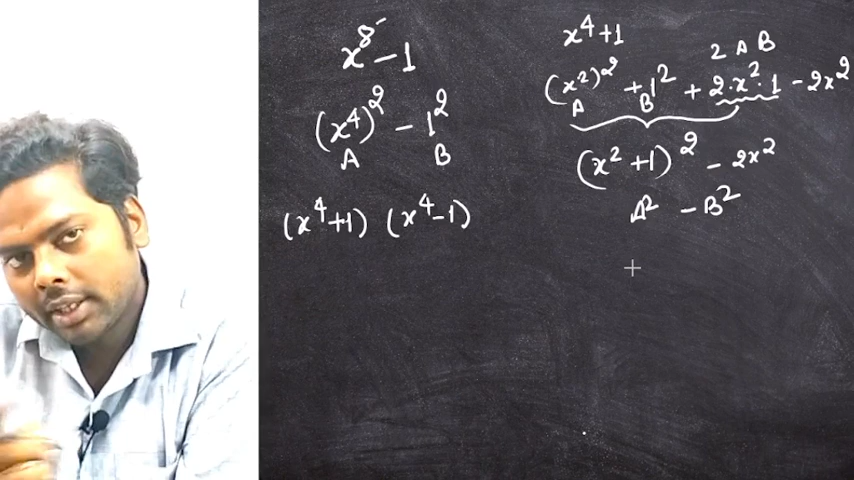 x⁸ - 1
(x⁴)² - 1²
A B
(x⁴+1) (x⁴-1)
x⁴+1
2 A B
(x²)² + 1² + 2·x²·1 - 2x²
A B
(x² + 1)² - 2x²
A² - B²